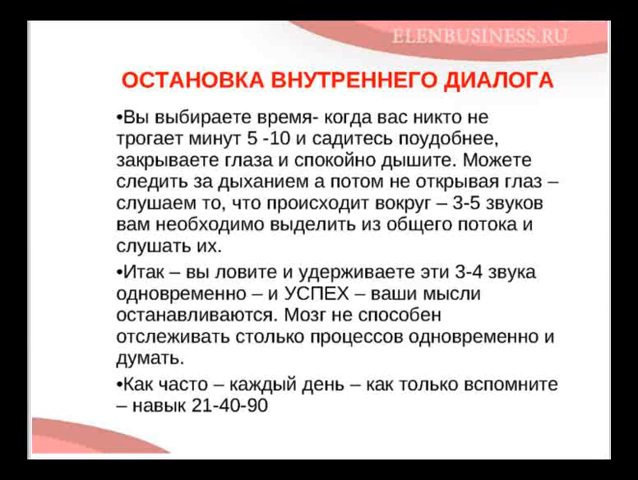 ELENBUSINESS.RU
ОСТАНОВКА ВНУТРЕННЕГО ДИАЛОГА
•Вы выбираете время- когда вас никто не
трогает минут 5 -10 и садитесь поудобнее,
закрываете глаза и спокойно дышите. Можете
следить за дыханием а потом не открывая глаз –
слушаем то, что происходит вокруг – 3-5 звуков
вам необходимо выделить из общего потока и
слушать их.
•Итак – вы ловите и удерживаете эти 3-4 звука
одновременно – и УСПЕХ – ваши мысли
останавливаются. Мозг не способен
отслеживать столько процессов одновременно и
думать.
•Как часто – каждый день – как только вспомните
– навык 21-40-90